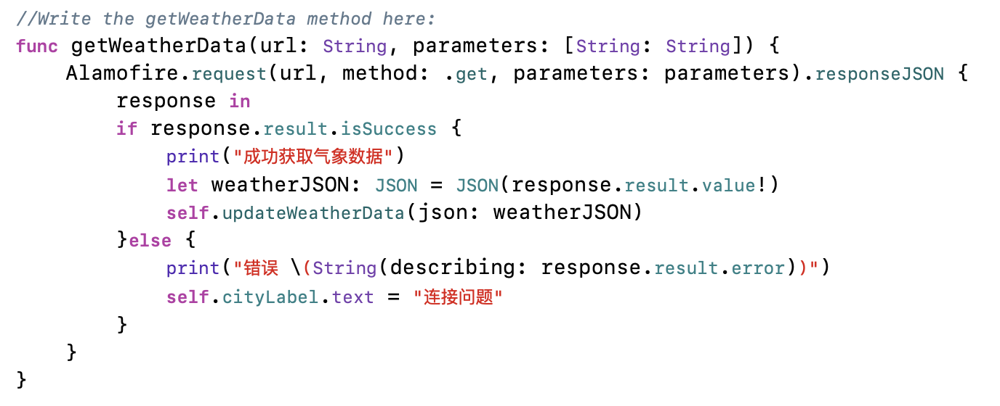 //Write the getWeatherData method here:
func getWeatherData(url: String, parameters: [String: String]) {
    Alamofire.request(url, method: .get, parameters: parameters).responseJSON {
        response in
        if response.result.isSuccess {
            print("成功获取气象数据")
            let weatherJSON: JSON = JSON(response.result.value!)
            self.updateWeatherData(json: weatherJSON)
        }else {
            print("错误 \(String(describing: response.result.error))")
            self.cityLabel.text = "连接问题"
        }
    }
}